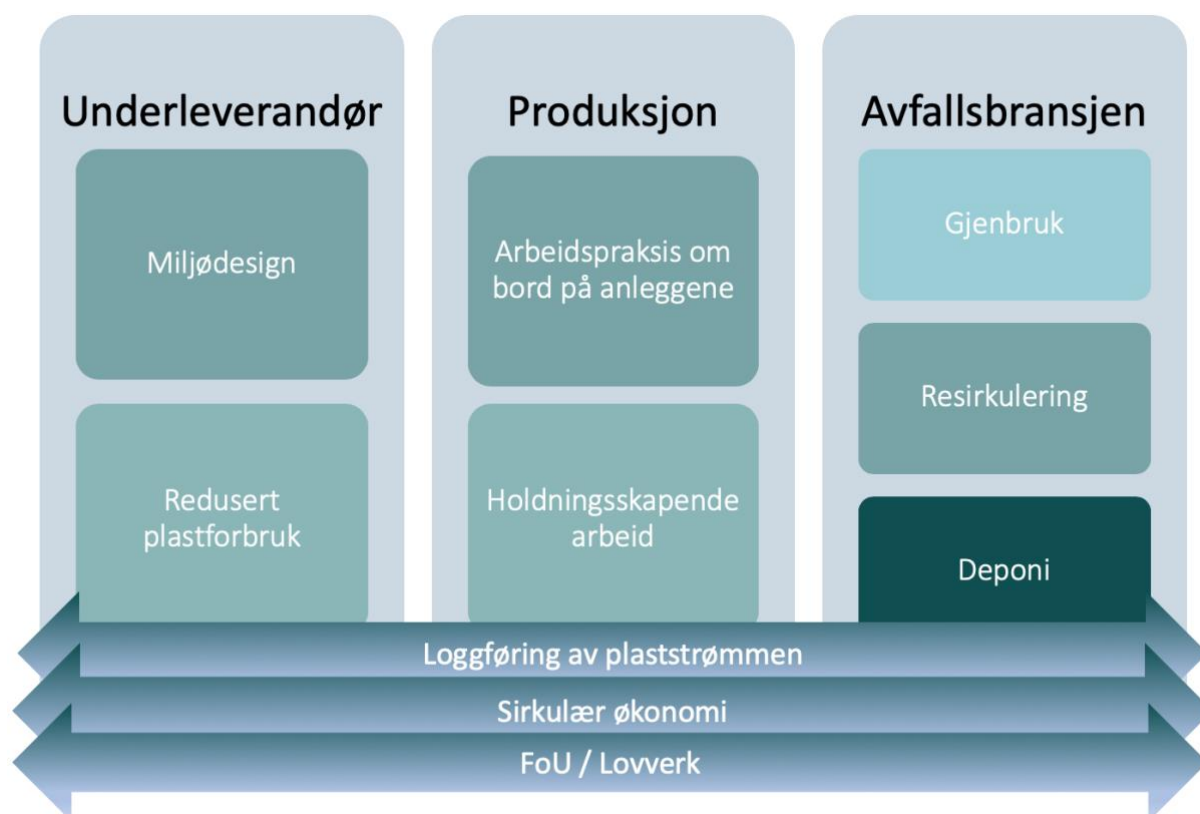 Underleverandør
Miljødesign
Redusert
plastforbruk
Produksjon
Arbeidspraksis om
bord på anleggene
Holdningsskapende
arbeid
Avfallsbransjen
Gjenbruk
Resirkulering
Deponi
Loggføring av plaststrømmen
Sirkulær økonomi
FoU / Lovverk